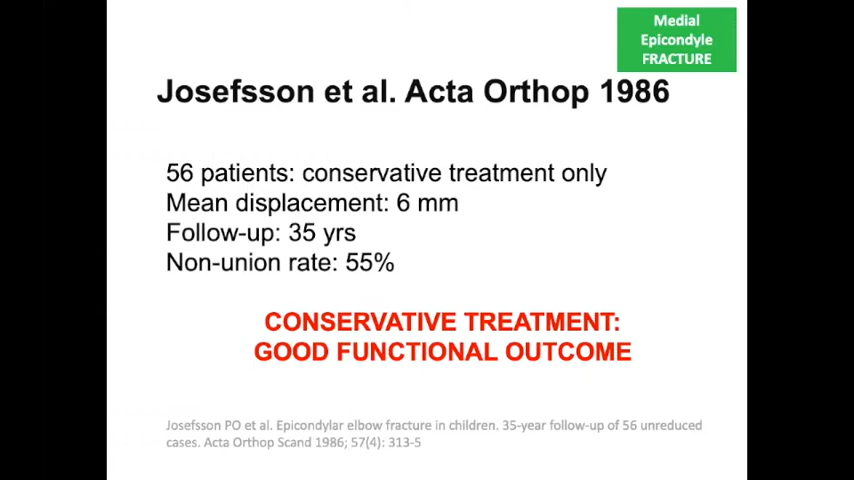 Medial
Epicondyle
FRACTURE
Josefsson et al. Acta Orthop 1986
56 patients: conservative treatment only
Mean displacement: 6 mm
Follow-up: 35 yrs
Non-union rate: 55%
CONSERVATIVE TREATMENT:
GOOD FUNCTIONAL OUTCOME
Josefsson PO et al. Epicondylar elbow fracture in children. 35-year follow-up of 56 unreduced
cases. Acta Orthop Scand 1986; 57(4): 313-5